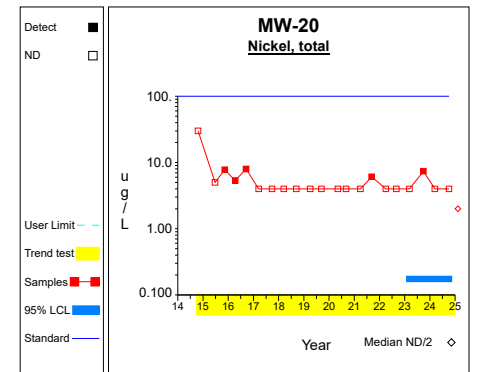 Detect
ND
User Limit
Trend test
Samples
95% LCL
Standard
MW-20
Nickel, total
ug/L
100.
10.0
1.00
0.100
14 15 16 17 18 19 20 21 22 23 24 25
Year
Median ND/2